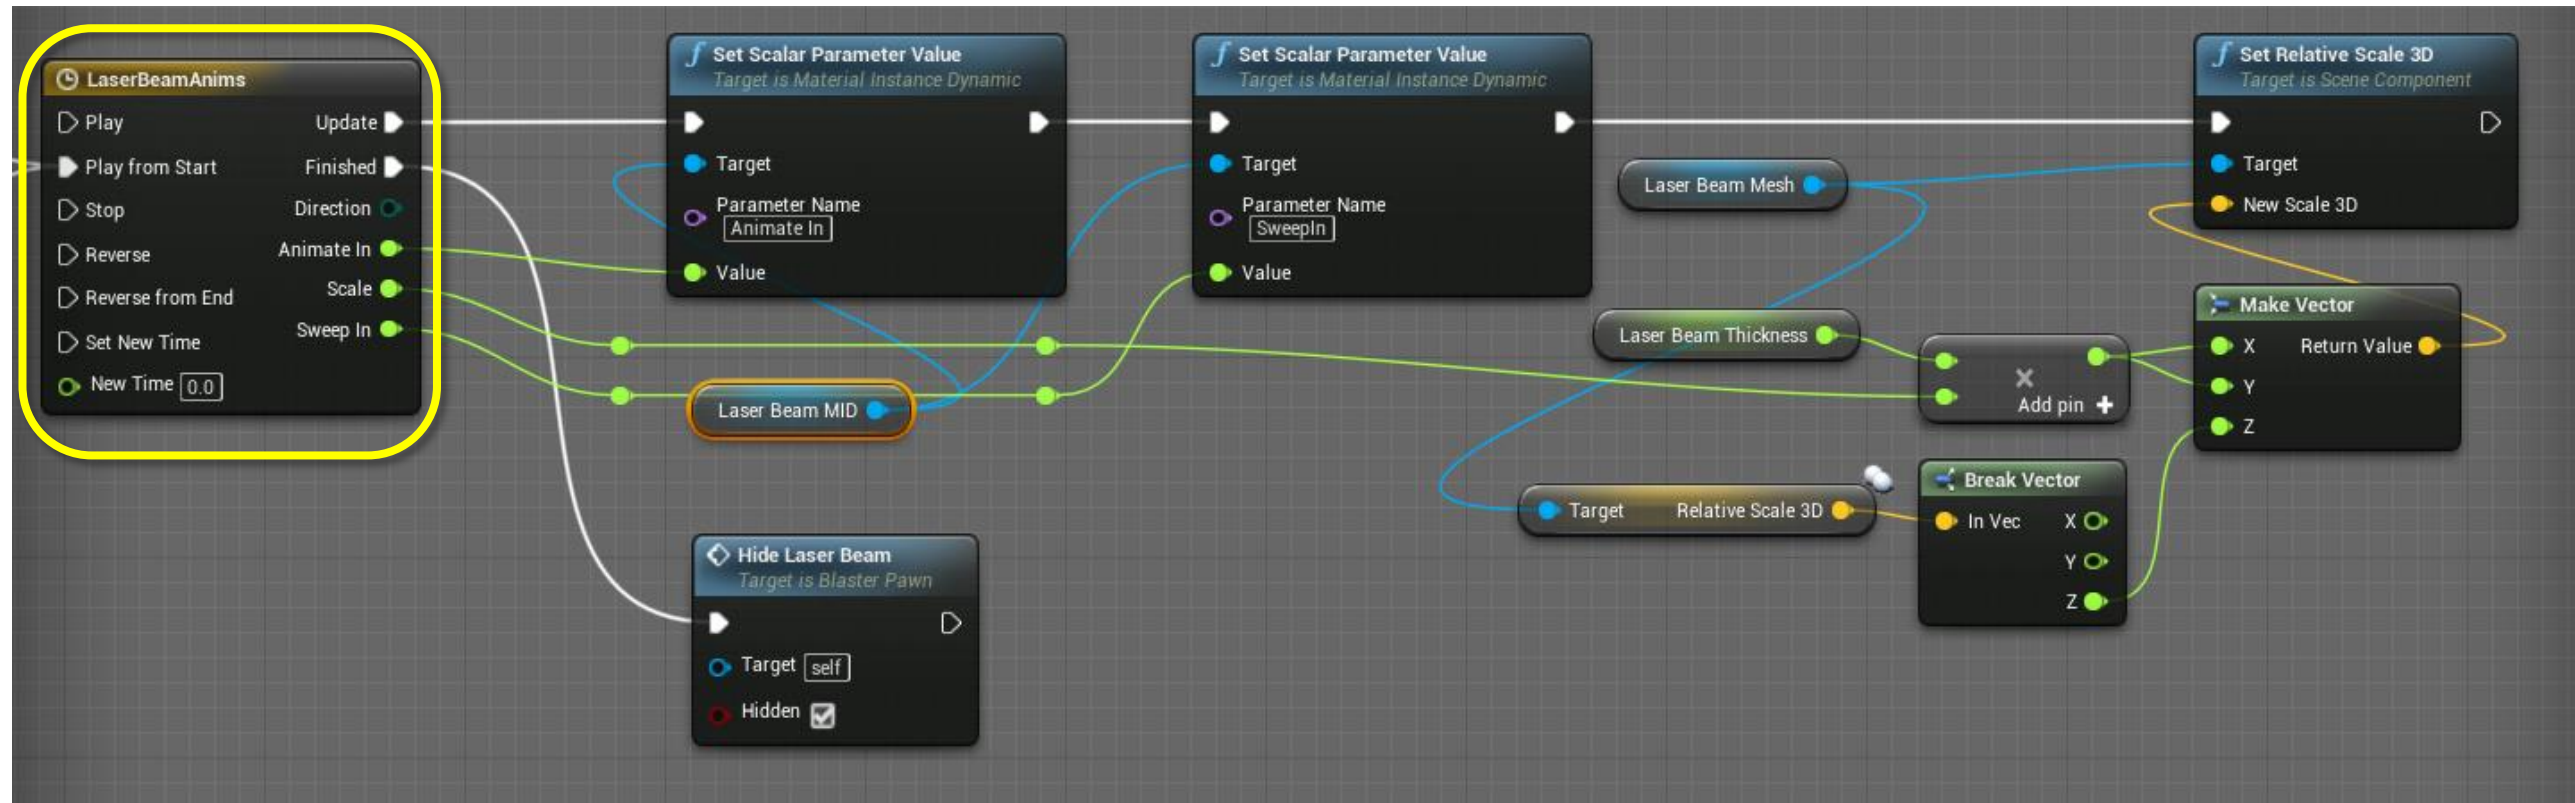 LaserBeamAnims
Play
Update
Play from Start
Finished
Stop
Direction
Reverse
Animate In
Reverse from End
Scale
Set New Time
Sweep In
New Time 0.0
Set Scalar Parameter Value
Target is Material Instance Dynamic
Target
Parameter Name
Animate In
Value
Set Scalar Parameter Value
Target is Material Instance Dynamic
Target
Parameter Name
SweepIn
Value
Laser Beam MID
Hide Laser Beam
Target is Blaster Pawn
Target self
Hidden
Laser Beam Mesh
Laser Beam Thickness
Target Relative Scale 3D
Add pin
Break Vector
In Vec X
Y
Z
Set Relative Scale 3D
Target is Scene Component
Target
New Scale 3D
Make Vector
X Return Value
Y
Z